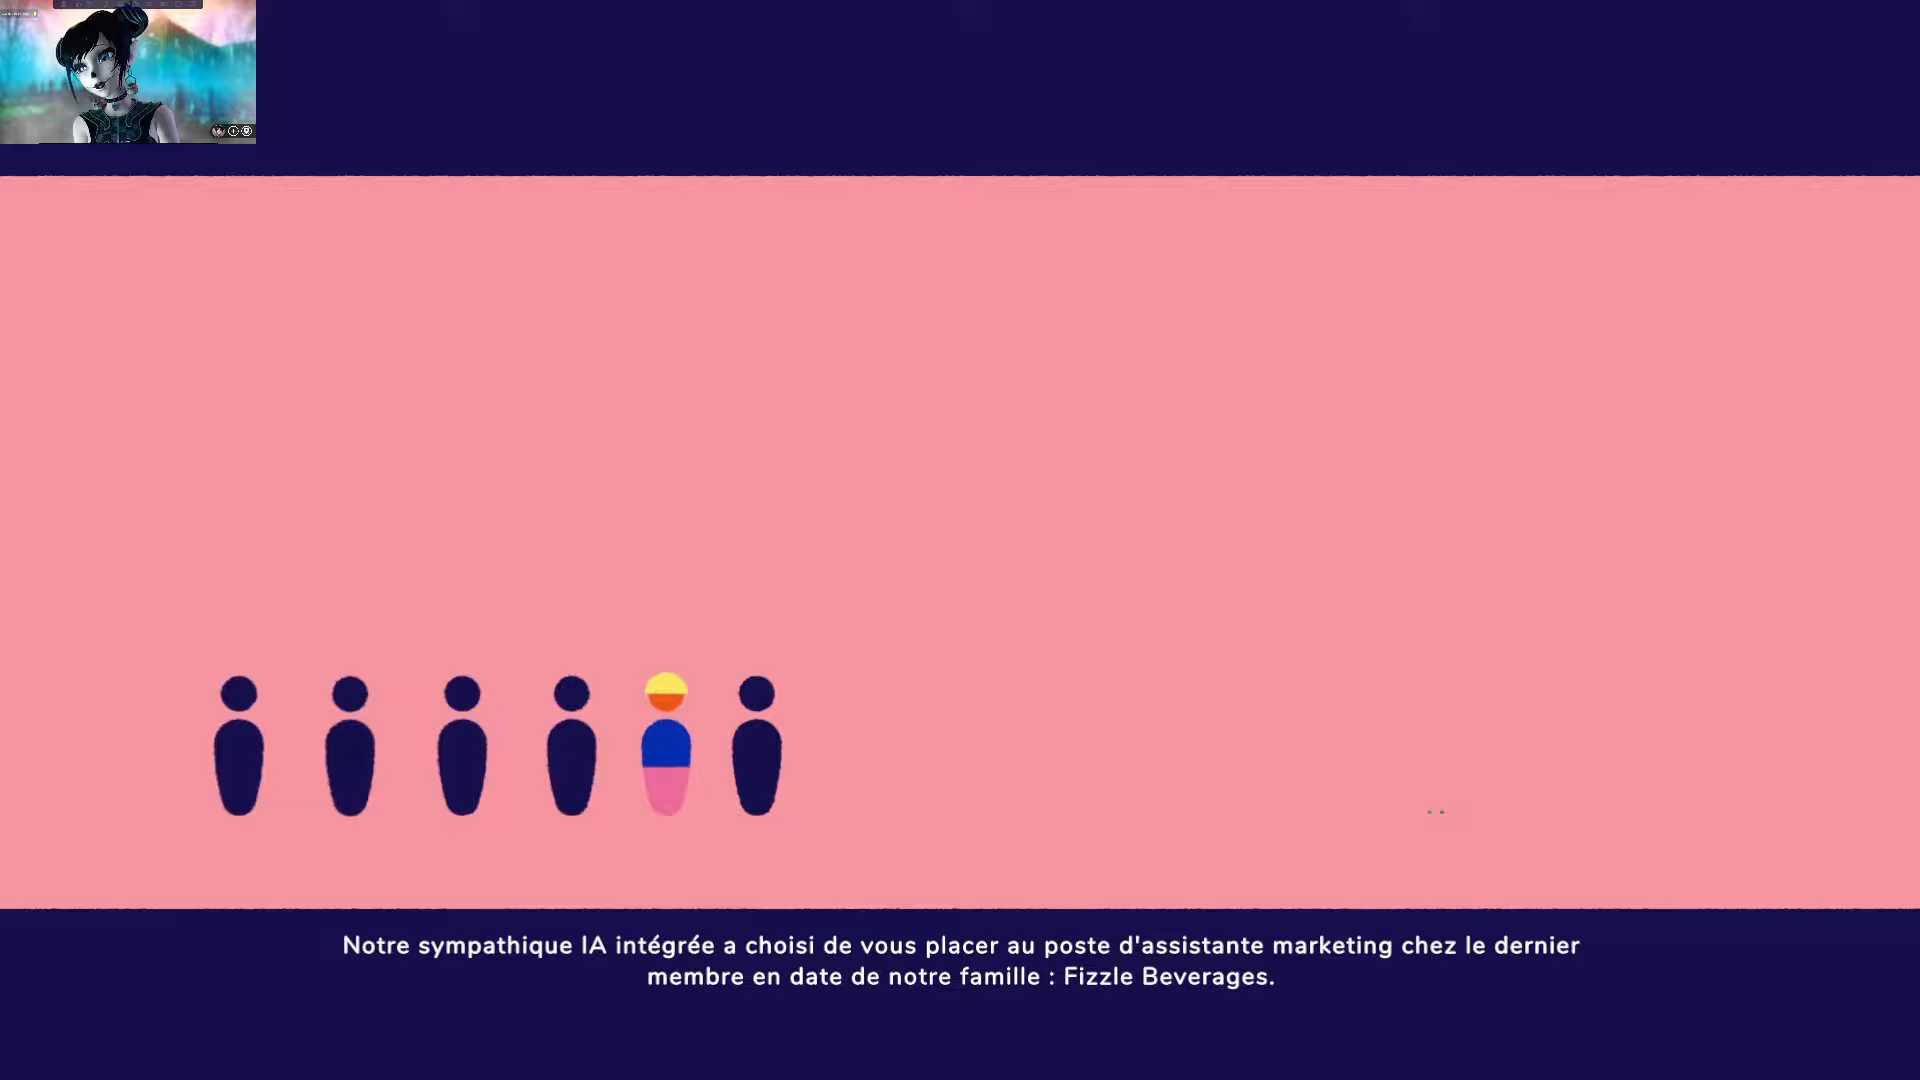 Notre sympathique IA intégrée a choisi de vous placer au poste d'assistante marketing chez le dernier
membre en date de notre famille : Fizzle Beverages.